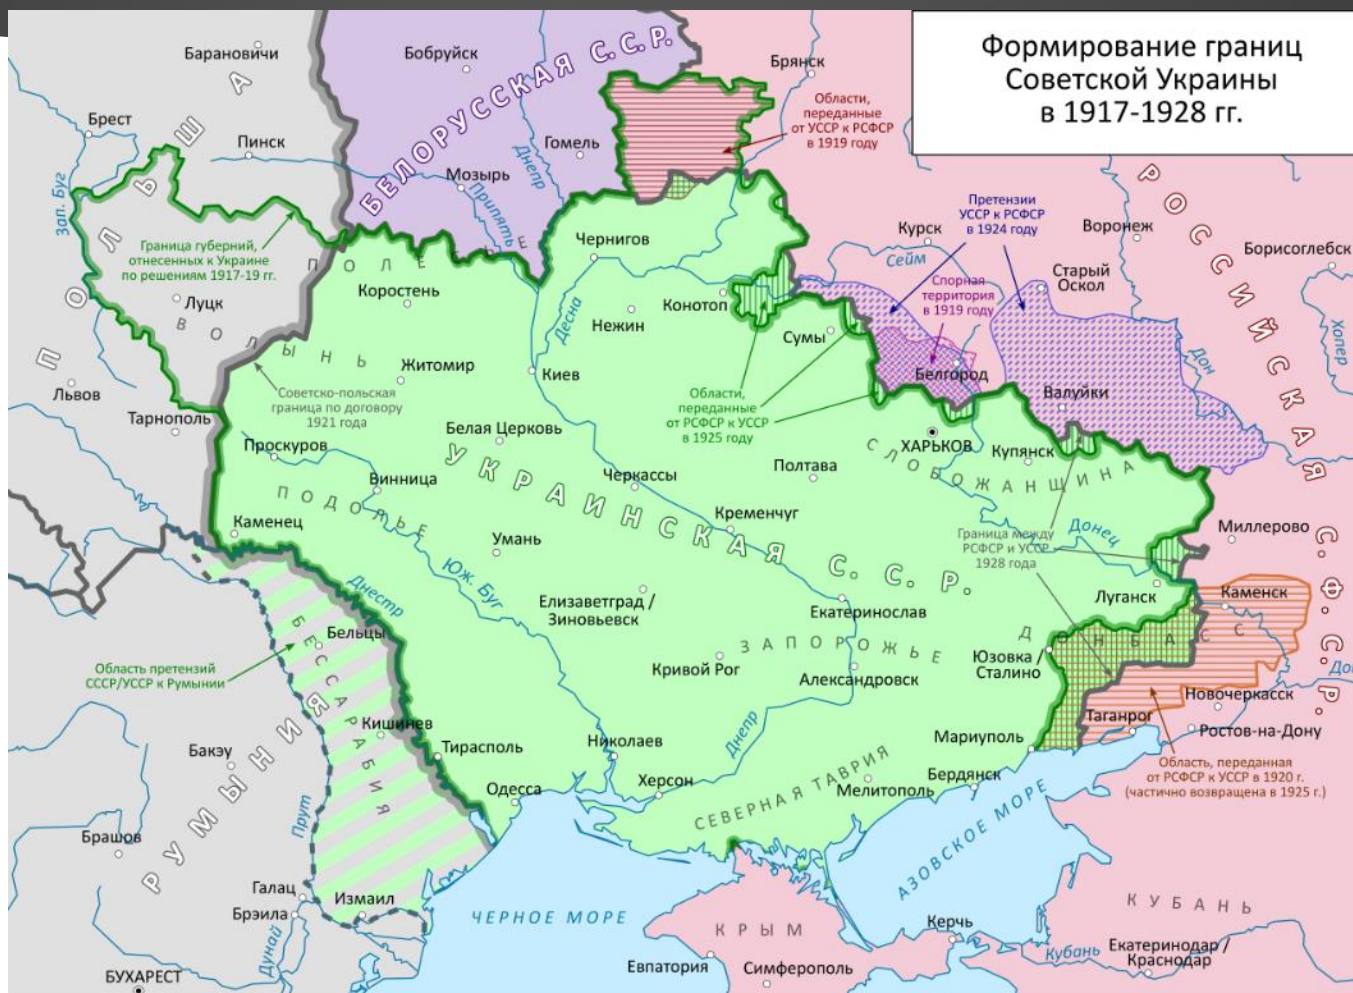 Формирование границ
Советской Украины
в 1917-1928 гг.
Барановичи
Бобруйск
БЕЛОРУССКАЯ С.С.Р.
Брянск
Области,
переданные
от УССР к РСФСР
в 1919 году
Брест
Пинск
Гомель
Мозырь
Днепр
Припять
ПОЛЬША
Зап. Буг
РОССИЙСКАЯ С.Ф.С.Р.
Претензии
УССР к РСФСР
в 1924 году
Курск
Сейм
Воронеж
Борисоглебск
Старый
Оскол
Спорная
территория
в 1919 году
Хопер
Дон
Граница губерний,
отнесенных к Украине
по решениям 1917-19 гг.
ПОЛЕСЬЕ
Чернигов
Коростень
Десна
Нежин
Конотоп
Сумы
Луцк
ВОЛЫНЬ
Житомир
Киев
Белгород
Валуйки
Львов
Советско-польская
граница по договору
1921 года
Области,
переданные
от РСФСР к УССР
в 1925 году
Тарнополь
Проскуров
Белая Церковь
ХАРЬКОВ
СЛОБОЖАНЩИНА
Купянск
УКРАИНСКАЯ С.С.Р.
Винница
Черкассы
Полтава
ПОДОЛЬЕ
Кременчуг
Каменец
Умань
Донец
Миллерово
Граница между
РСФСР и УССР
1928 года
Юж. Буг
Днестр
Елизаветград /
Зиновьевск
Екатеринослав
Луганск
Каменск
БЕССАРАБИЯ
Бельцы
ЗАПОРОЖЬЕ
ДОНБАСС
Область претензий
СССР/УССР к Румынии
Кривой Рог
Александровск
Юзовка /
Сталино
Новочеркасск
РУМЫНИЯ
Кишинев
Таганрог
Ростов-на-Дону
Бакэу
Тирасполь
Николаев
Днепр
Мариуполь
Область, переданная
от РСФСР к УССР в 1920 г.
(частично возвращена в 1925 г.)
Херсон
Одесса
СЕВЕРНАЯ ТАВРИЯ
Мелитополь
Бердянск
Прут
Брашов
АЗОВСКОЕ МОРЕ
Галац
Брэила
Измаил
ЧЕРНОЕ МОРЕ
КРЫМ
Керчь
КУБАНЬ
Дунай
Кубань
Екатеринодар /
Краснодар
Евпатория
Симферополь
БУХАРЕСТ